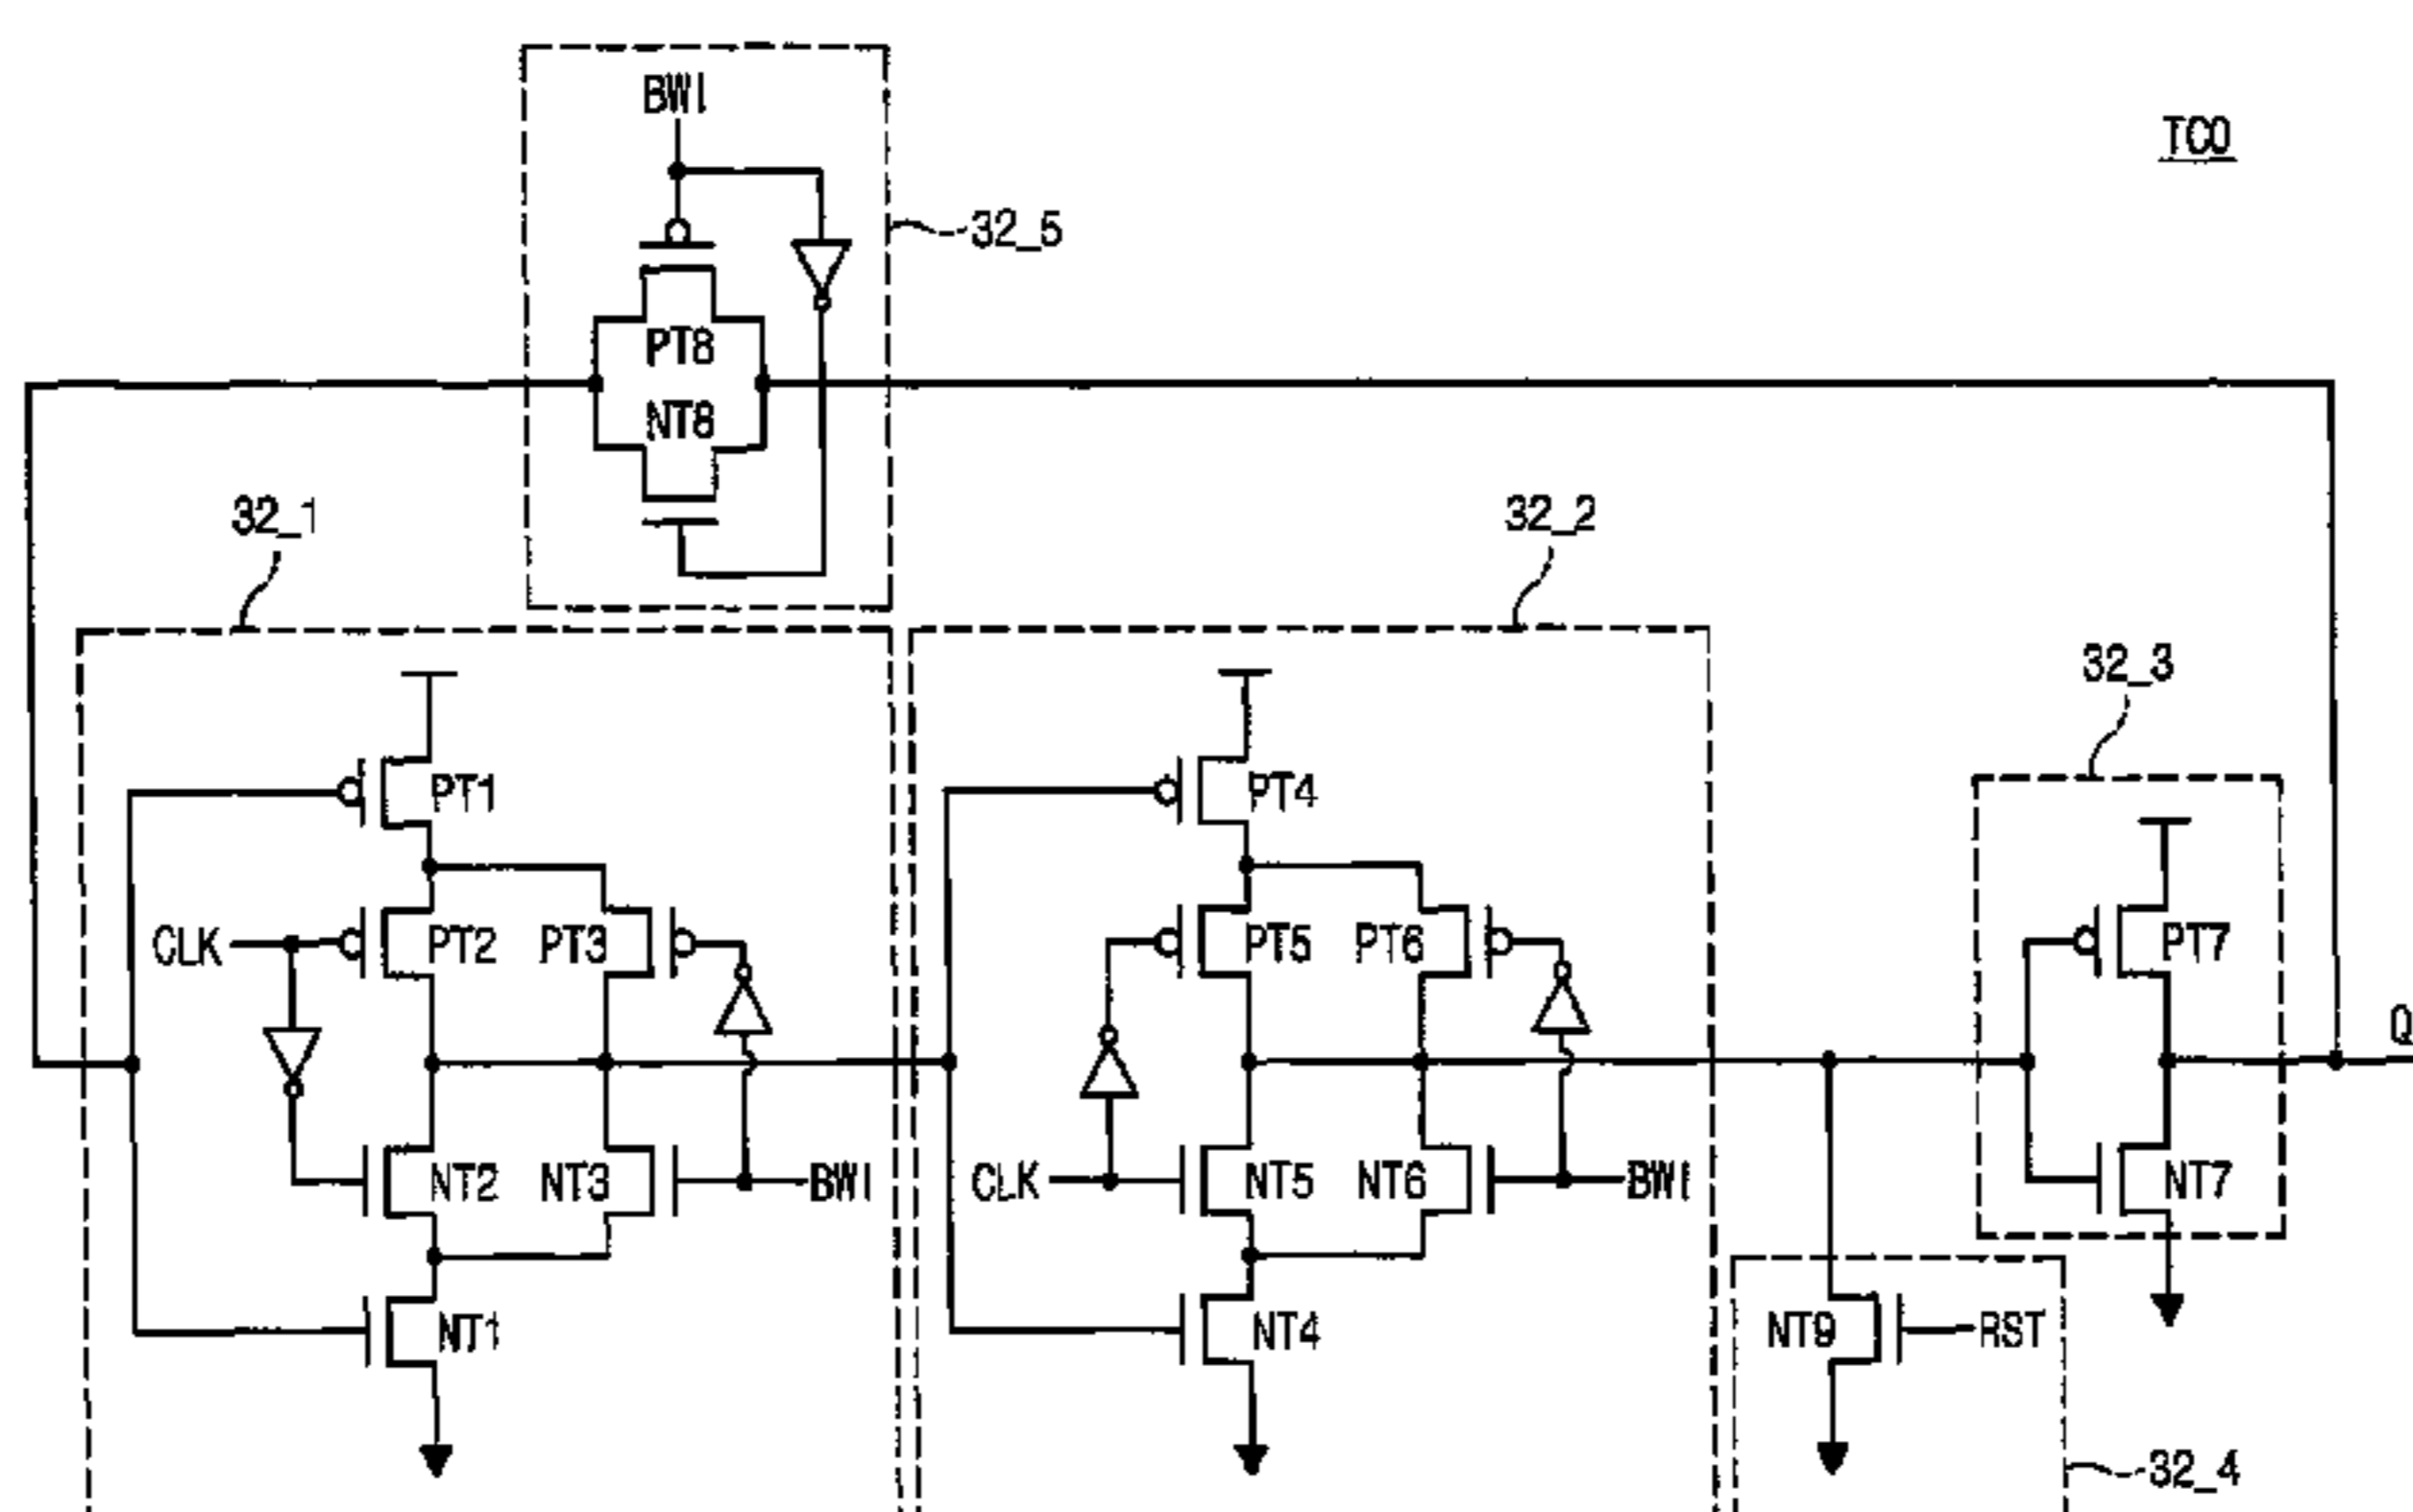 BWI
TC0
32_5
PT8
NT8
32_1
32_2
32_3
PT1
PT4
CLK
PT2
PT3
PT5
PT6
PT7
Q
NT2
NT3
BWI
CLK
NT5
NT6
BWI
NT7
NT1
NT4
NT9
RST
32_4